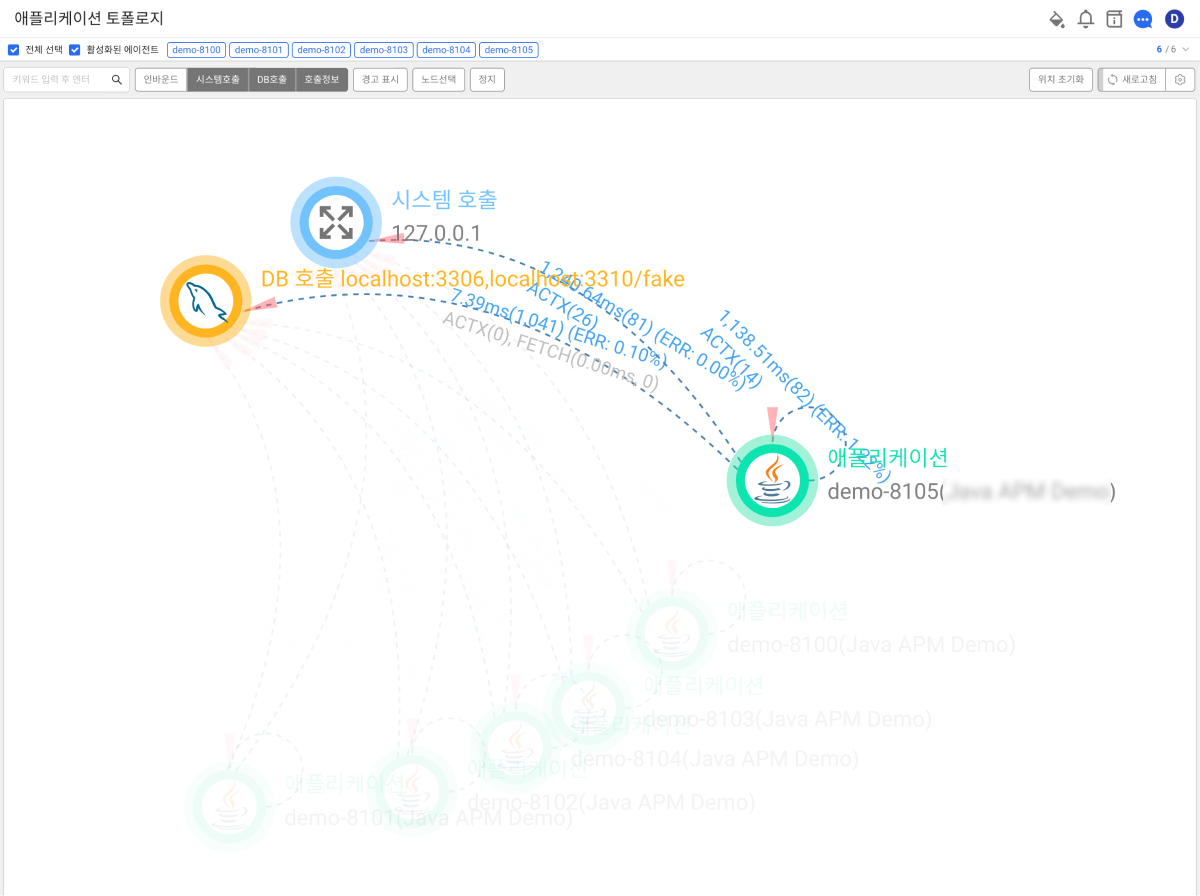 애플리케이션 토폴로지
D
전체 선택 활성화된 에이전트 demo-8100 demo-8101 demo-8102 demo-8103 demo-8104 demo-8105
6 / 6
키워드 입력 후 엔터
인바운드 시스템호출 DB호출 호출정보 경고 표시 노드선택 정지
위치 초기화 새로고침
시스템 호출
127.0.0.1
DB 호출 localhost:3306,localhost:3310/fake
1,240.64ms(81) (ERR: 0.00%)
ACTX(26)
7.39ms(1,041) (ERR: 0.10%)
ACTX(0), FETCH(0.00ms, 0)
1,138.51ms(82) (ERR: 1.22%)
ACTX(14)
애플리케이션
demo-8105(Java APM Demo)
애플리케이션
demo-8100(Java APM Demo)
애플리케이션
demo-8103(Java APM Demo)
애플리케이션
demo-8104(Java APM Demo)
애플리케이션
demo-8102(Java APM Demo)
애플리케이션
demo-8101(Java APM Demo)